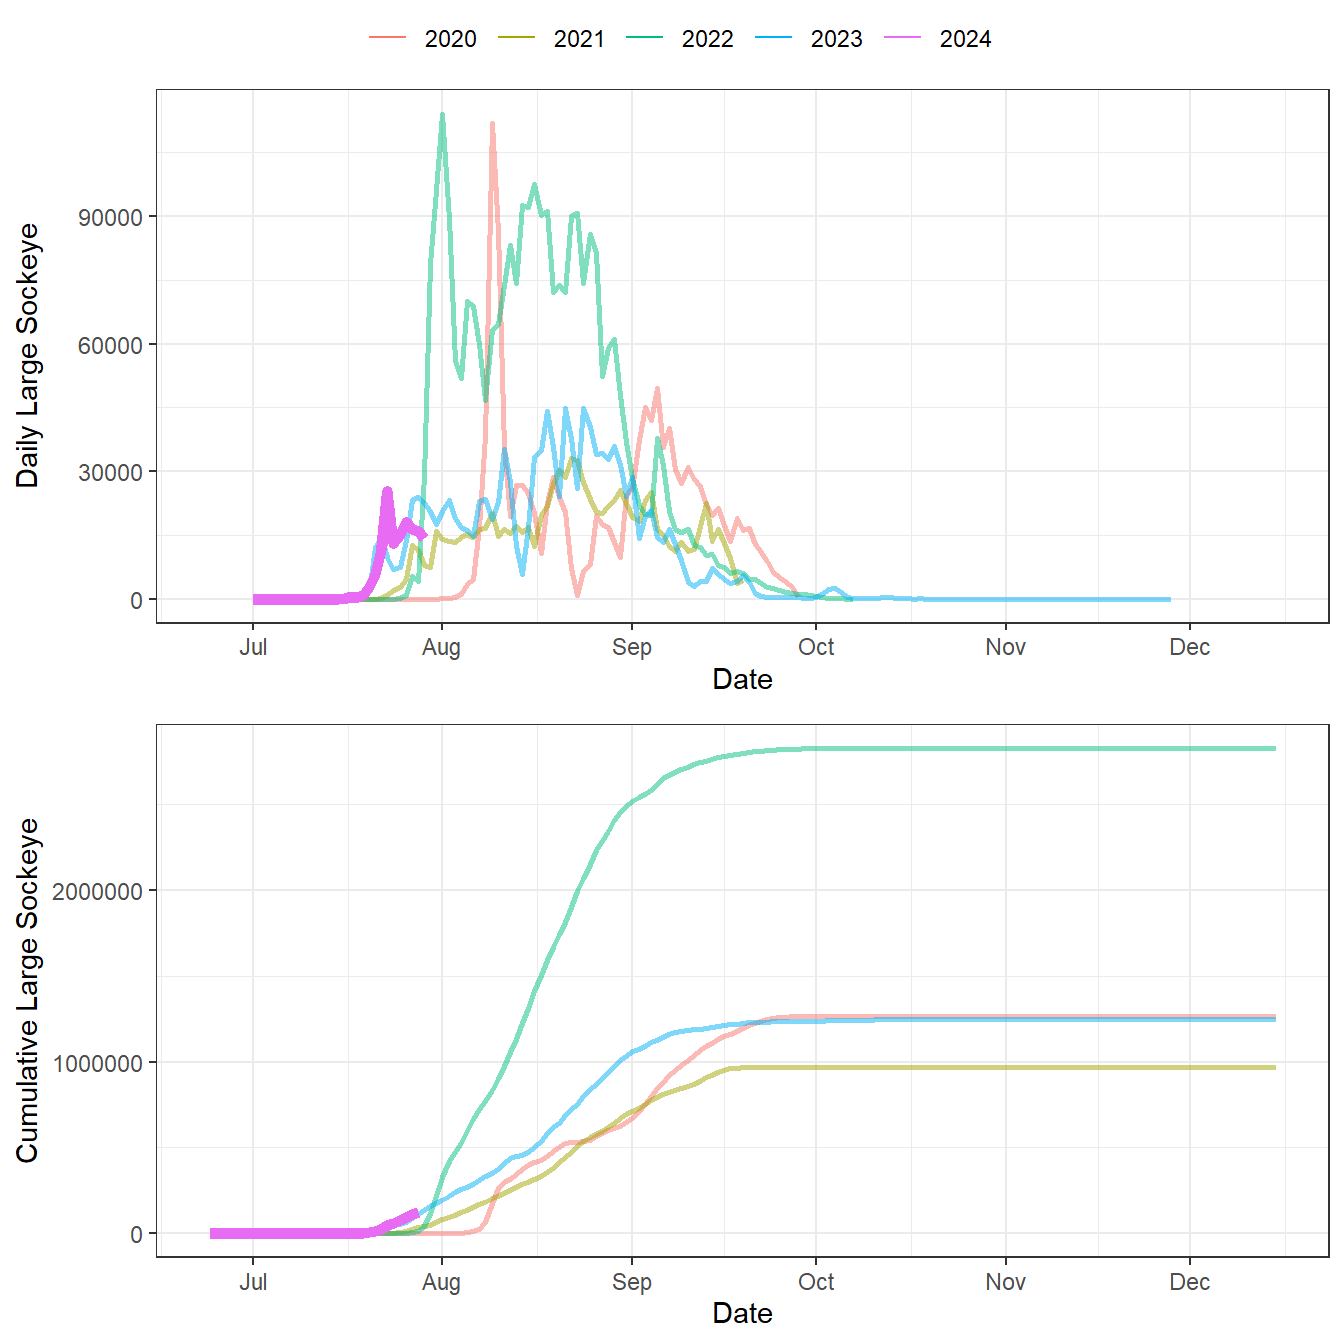 2020 2021 2022 2023 2024
Daily Large Sockeye
90000
60000
30000
0
Jul Aug Sep Oct Nov Dec
Date
Cumulative Large Sockeye
2000000
1000000
0
Jul Aug Sep Oct Nov Dec
Date